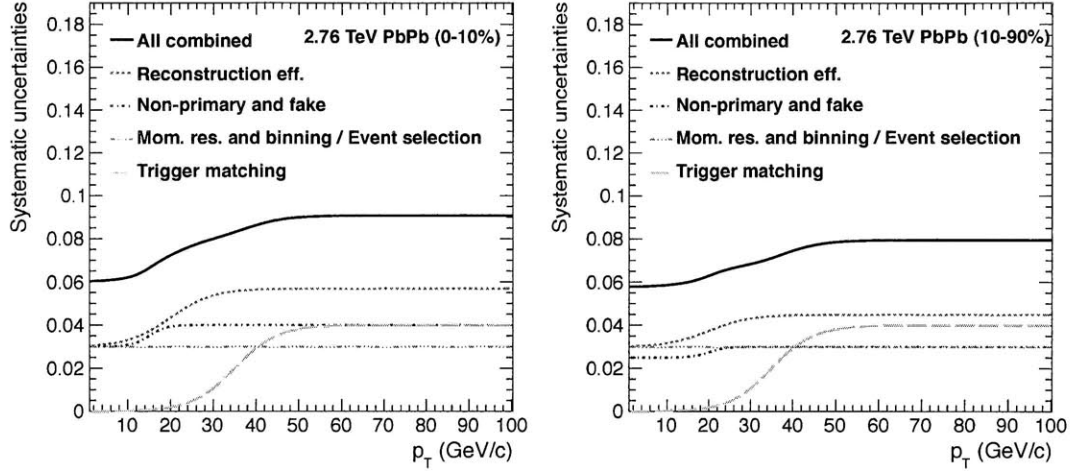 Systematic uncertainties
0.18
0.16
0.14
0.12
0.1
0.08
0.06
0.04
0.02
0
All combined
2.76 TeV PbPb (0-10%)
Reconstruction eff.
Non-primary and fake
Mom. res. and binning / Event selection
Trigger matching
10 20 30 40 50 60 70 80 90 100
p_T (GeV/c)
Systematic uncertainties
0.18
0.16
0.14
0.12
0.1
0.08
0.06
0.04
0.02
0
All combined
2.76 TeV PbPb (10-90%)
Reconstruction eff.
Non-primary and fake
Mom. res. and binning / Event selection
Trigger matching
10 20 30 40 50 60 70 80 90 100
p_T (GeV/c)